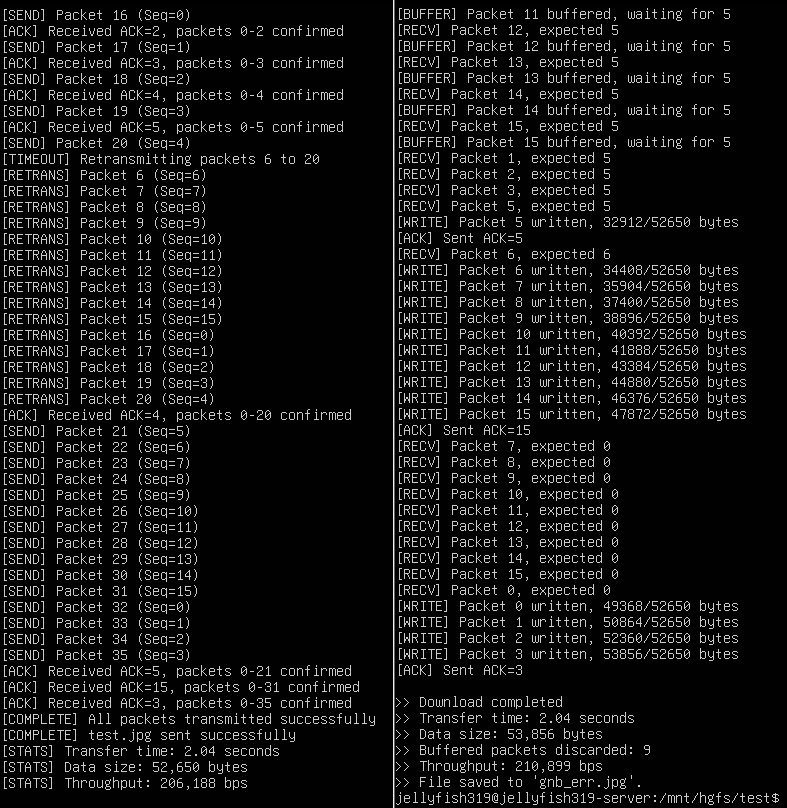 [SEND] Packet 16 (Seq=0)
[ACK] Received ACK=2, packets 0-2 confirmed
[SEND] Packet 17 (Seq=1)
[ACK] Received ACK=3, packets 0-3 confirmed
[SEND] Packet 18 (Seq=2)
[ACK] Received ACK=4, packets 0-4 confirmed
[SEND] Packet 19 (Seq=3)
[ACK] Received ACK=5, packets 0-5 confirmed
[SEND] Packet 20 (Seq=4)
[TIMEOUT] Retransmitting packets 6 to 20
[RETRANS] Packet 6 (Seq=6)
[RETRANS] Packet 7 (Seq=7)
[RETRANS] Packet 8 (Seq=8)
[RETRANS] Packet 9 (Seq=9)
[RETRANS] Packet 10 (Seq=10)
[RETRANS] Packet 11 (Seq=11)
[RETRANS] Packet 12 (Seq=12)
[RETRANS] Packet 13 (Seq=13)
[RETRANS] Packet 14 (Seq=14)
[RETRANS] Packet 15 (Seq=15)
[RETRANS] Packet 16 (Seq=0)
[RETRANS] Packet 17 (Seq=1)
[RETRANS] Packet 18 (Seq=2)
[RETRANS] Packet 19 (Seq=3)
[RETRANS] Packet 20 (Seq=4)
[ACK] Received ACK=4, packets 0-20 confirmed
[SEND] Packet 21 (Seq=5)
[SEND] Packet 22 (Seq=6)
[SEND] Packet 23 (Seq=7)
[SEND] Packet 24 (Seq=8)
[SEND] Packet 25 (Seq=9)
[SEND] Packet 26 (Seq=10)
[SEND] Packet 27 (Seq=11)
[SEND] Packet 28 (Seq=12)
[SEND] Packet 29 (Seq=13)
[SEND] Packet 30 (Seq=14)
[SEND] Packet 31 (Seq=15)
[SEND] Packet 32 (Seq=0)
[SEND] Packet 33 (Seq=1)
[SEND] Packet 34 (Seq=2)
[SEND] Packet 35 (Seq=3)
[ACK] Received ACK=5, packets 0-21 confirmed
[ACK] Received ACK=15, packets 0-31 confirmed
[ACK] Received ACK=3, packets 0-35 confirmed
[COMPLETE] All packets transmitted successfully
[COMPLETE] test.jpg sent successfully
[STATS] Transfer time: 2.04 seconds
[STATS] Data size: 52,650 bytes
[STATS] Throughput: 206,188 bps
[BUFFER] Packet 11 buffered, waiting for 5
[RECV] Packet 12, expected 5
[BUFFER] Packet 12 buffered, waiting for 5
[RECV] Packet 13, expected 5
[BUFFER] Packet 13 buffered, waiting for 5
[RECV] Packet 14, expected 5
[BUFFER] Packet 14 buffered, waiting for 5
[RECV] Packet 15, expected 5
[BUFFER] Packet 15 buffered, waiting for 5
[RECV] Packet 1, expected 5
[RECV] Packet 2, expected 5
[RECV] Packet 3, expected 5
[RECV] Packet 5, expected 5
[WRITE] Packet 5 written, 32912/52650 bytes
[ACK] Sent ACK=5
[RECV] Packet 6, expected 6
[WRITE] Packet 6 written, 34408/52650 bytes
[WRITE] Packet 7 written, 35904/52650 bytes
[WRITE] Packet 8 written, 37400/52650 bytes
[WRITE] Packet 9 written, 38896/52650 bytes
[WRITE] Packet 10 written, 40392/52650 bytes
[WRITE] Packet 11 written, 41888/52650 bytes
[WRITE] Packet 12 written, 43384/52650 bytes
[WRITE] Packet 13 written, 44880/52650 bytes
[WRITE] Packet 14 written, 46376/52650 bytes
[WRITE] Packet 15 written, 47872/52650 bytes
[ACK] Sent ACK=15
[RECV] Packet 7, expected 0
[RECV] Packet 8, expected 0
[RECV] Packet 9, expected 0
[RECV] Packet 10, expected 0
[RECV] Packet 11, expected 0
[RECV] Packet 12, expected 0
[RECV] Packet 13, expected 0
[RECV] Packet 14, expected 0
[RECV] Packet 15, expected 0
[RECV] Packet 0, expected 0
[WRITE] Packet 0 written, 49368/52650 bytes
[WRITE] Packet 1 written, 50864/52650 bytes
[WRITE] Packet 2 written, 52360/52650 bytes
[WRITE] Packet 3 written, 53856/52650 bytes
[ACK] Sent ACK=3
>> Download completed
>> Transfer time: 2.04 seconds
>> Data size: 53,856 bytes
>> Buffered packets discarded: 9
>> Throughput: 210,899 bps
>> File saved to 'gnb_err.jpg'.
jellyfish319@jellyfish319-server:/mnt/hgfs/test$